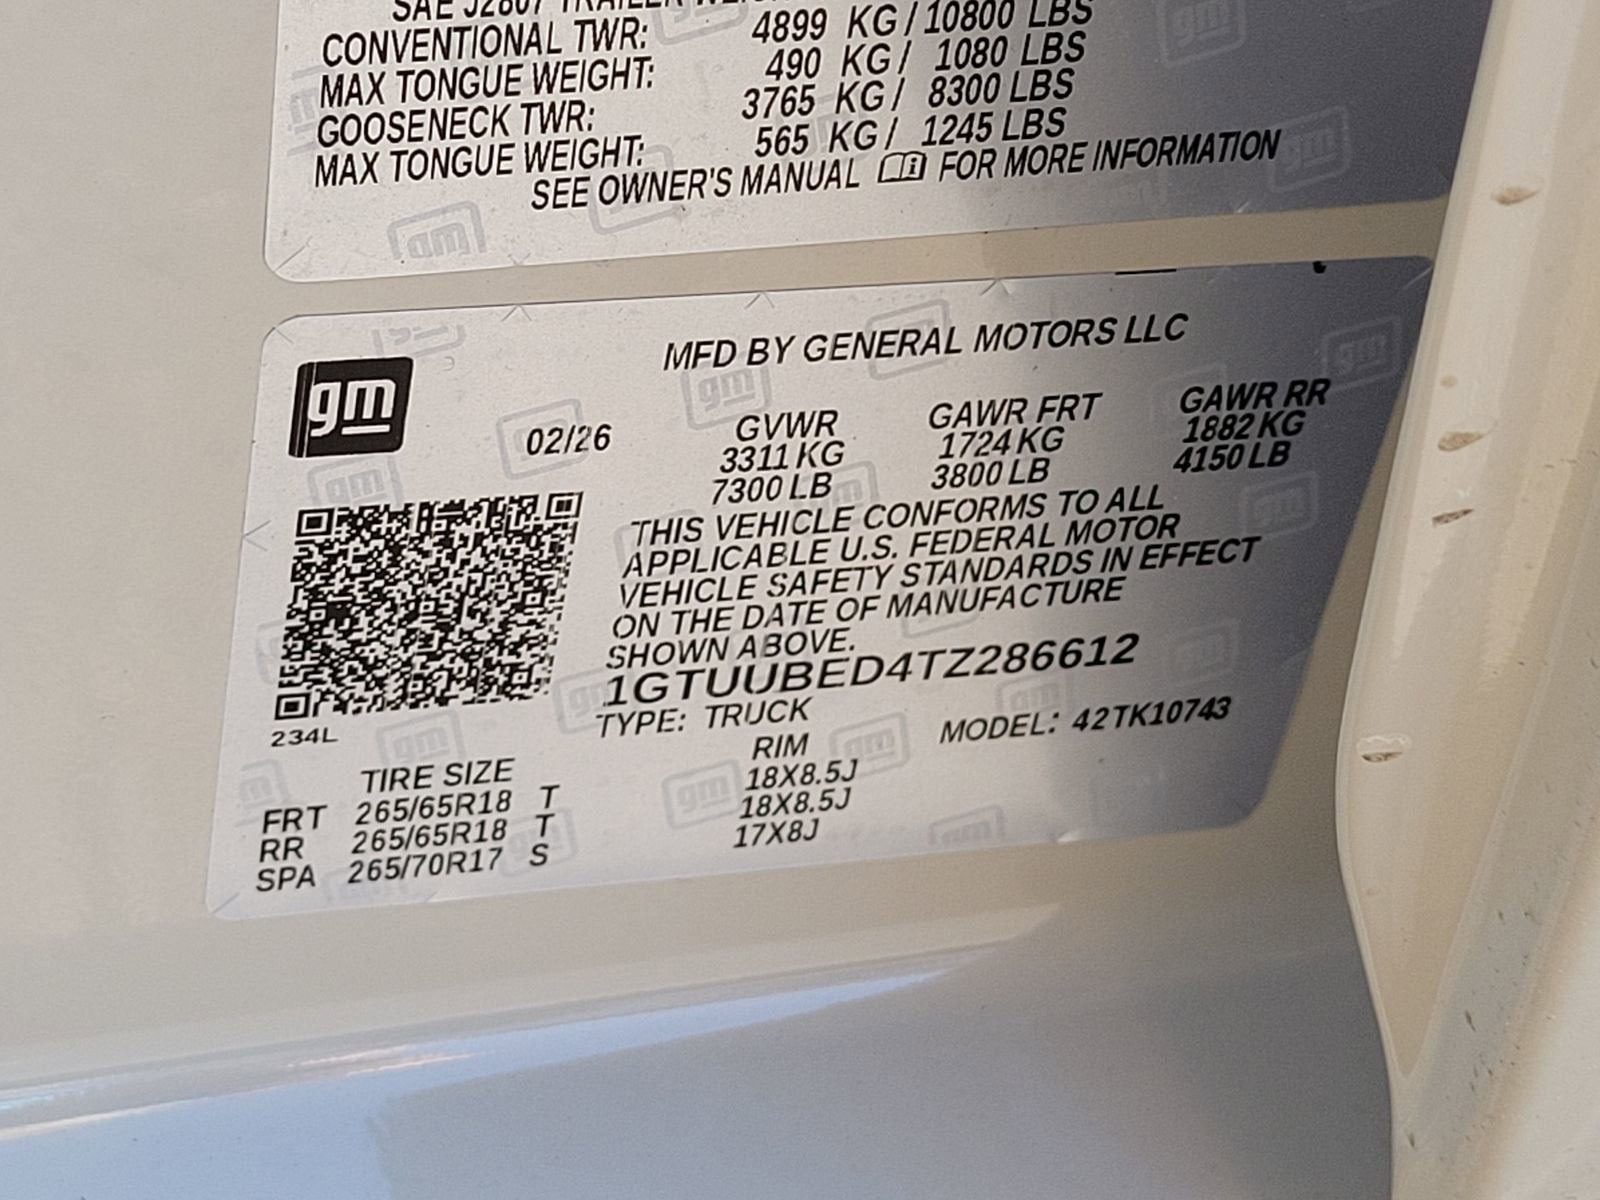 SAE J2807 TRAILER
CONVENTIONAL TWR: 4899 KG / 10800 LBS
MAX TONGUE WEIGHT: 490 KG / 1080 LBS
GOOSENECK TWR: 3765 KG / 8300 LBS
MAX TONGUE WEIGHT: 565 KG / 1245 LBS
SEE OWNER'S MANUAL FOR MORE INFORMATION
gm
MFD BY GENERAL MOTORS LLC
02/26
GVWR GAWR FRT GAWR RR
3311 KG 1724 KG 1882 KG
7300 LB 3800 LB 4150 LB
THIS VEHICLE CONFORMS TO ALL
APPLICABLE U.S. FEDERAL MOTOR
VEHICLE SAFETY STANDARDS IN EFFECT
ON THE DATE OF MANUFACTURE
SHOWN ABOVE.
1GTUUBED4TZ286612
234L
TYPE: TRUCK MODEL: 42TK10743
TIRE SIZE RIM
FRT 265/65R18 T 18X8.5J
RR 265/65R18 T 18X8.5J
SPA 265/70R17 S 17X8J